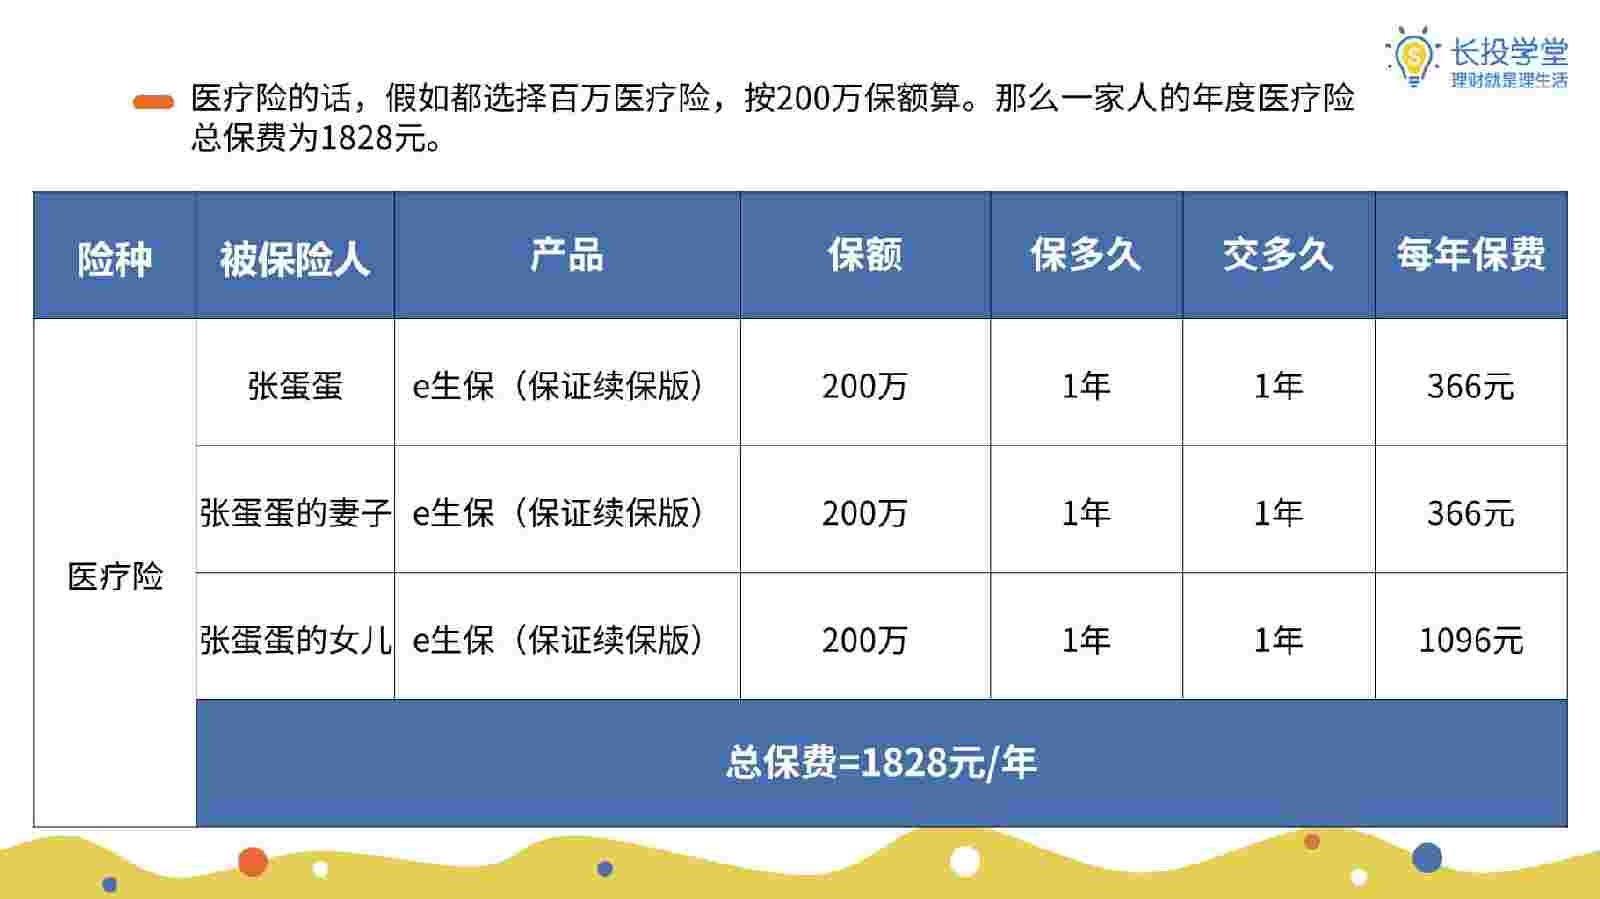 长投学堂
理财就是理生活
医疗险的话，假如都选择百万医疗险，按200万保额算。那么一家人的年度医疗险
总保费为1828元。
险种 被保险人 产品 保额 保多久 交多久 每年保费
张蛋蛋 e生保（保证续保版） 200万 1年 1年 366元
张蛋蛋的妻子 e生保（保证续保版） 200万 1年 1年 366元
医疗险
张蛋蛋的女儿 e生保（保证续保版） 200万 1年 1年 1096元
总保费=1828元/年